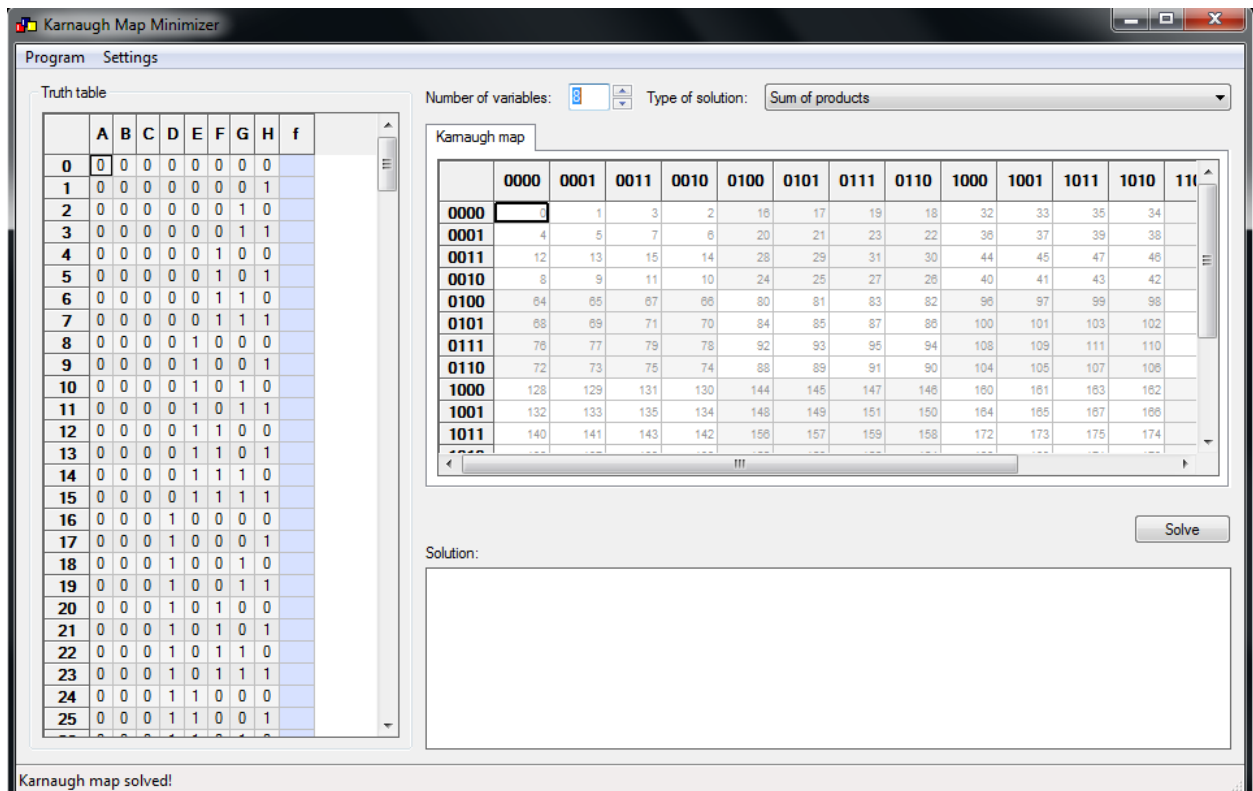 Karnaugh Map Minimizer
Program Settings
Truth table
Number of variables: 8 Type of solution: Sum of products
Karnaugh map
A B C D E F G H f
0 0 0 0 0 0 0 0 0
1 0 0 0 0 0 0 0 1
2 0 0 0 0 0 0 1 0
3 0 0 0 0 0 0 1 1
4 0 0 0 0 0 1 0 0
5 0 0 0 0 0 1 0 1
6 0 0 0 0 0 1 1 0
7 0 0 0 0 0 1 1 1
8 0 0 0 0 1 0 0 0
9 0 0 0 0 1 0 0 1
10 0 0 0 0 1 0 1 0
11 0 0 0 0 1 0 1 1
12 0 0 0 0 1 1 0 0
13 0 0 0 0 1 1 0 1
14 0 0 0 0 1 1 1 0
15 0 0 0 0 1 1 1 1
16 0 0 0 1 0 0 0 0
17 0 0 0 1 0 0 0 1
18 0 0 0 1 0 0 1 0
19 0 0 0 1 0 0 1 1
20 0 0 0 1 0 1 0 0
21 0 0 0 1 0 1 0 1
22 0 0 0 1 0 1 1 0
23 0 0 0 1 0 1 1 1
24 0 0 0 1 1 0 0 0
25 0 0 0 1 1 0 0 1
0000 0001 0011 0010 0100 0101 0111 0110 1000 1001 1011 1010
0000 0 1 3 2 16 17 19 18 32 33 35 34
0001 4 5 7 6 20 21 23 22 36 37 39 38
0011 12 13 15 14 28 29 31 30 44 45 47 46
0010 8 9 11 10 24 25 27 26 40 41 43 42
0100 64 65 67 66 80 81 83 82 96 97 99 98
0101 68 69 71 70 84 85 87 86 100 101 103 102
0111 76 77 79 78 92 93 95 94 108 109 111 110
0110 72 73 75 74 88 89 91 90 104 105 107 106
1000 128 129 131 130 144 145 147 146 160 161 163 162
1001 132 133 135 134 148 149 151 150 164 165 167 166
1011 140 141 143 142 156 157 159 158 172 173 175 174
Solve
Solution:
Karnaugh map solved!